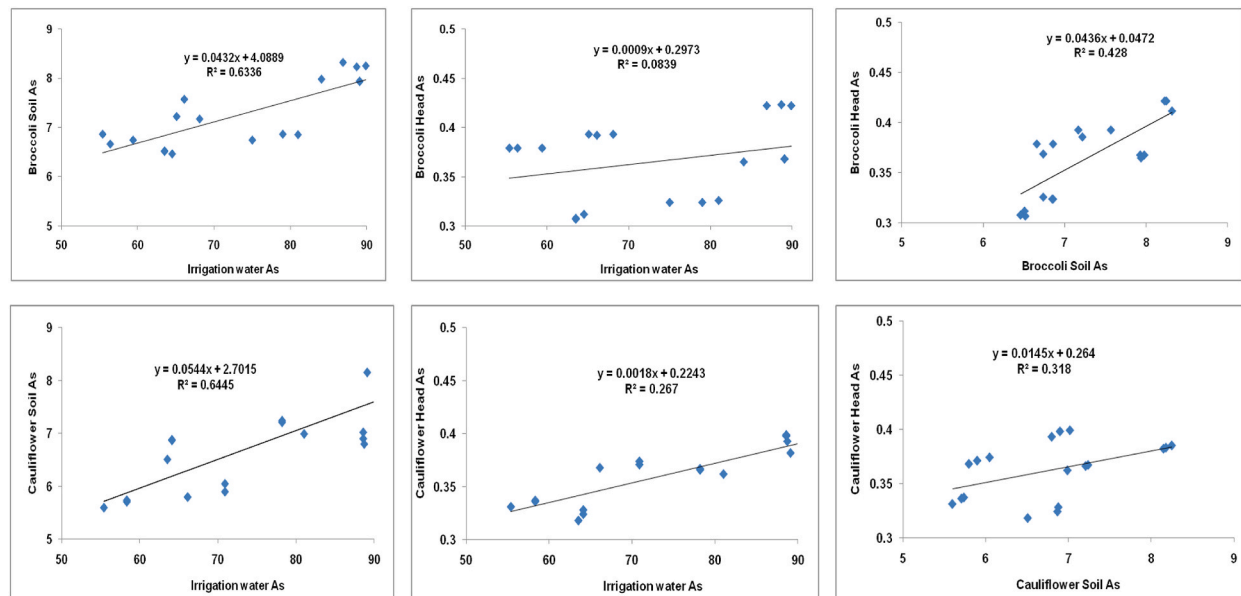 9
8
7
6
5
50
60
70
80
90
Broccoli Soil As
Irrigation water As
y = 0.0432x + 4.0889
R² = 0.6336
0.5
0.45
0.4
0.35
0.3
50
60
70
80
90
Broccoli Head As
Irrigation water As
y = 0.0009x + 0.2973
R² = 0.0839
0.5
0.45
0.4
0.35
0.3
5
6
7
8
9
Broccoli Head As
Broccoli Soil As
y = 0.0436x + 0.0472
R² = 0.428
9
8
7
6
5
50
60
70
80
90
Cauliflower Soil As
Irrigation water As
y = 0.0544x + 2.7015
R² = 0.6445
0.5
0.45
0.4
0.35
0.3
50
60
70
80
90
Cauliflower Head As
Irrigation water As
y = 0.0018x + 0.2243
R² = 0.267
0.5
0.45
0.4
0.35
0.3
5
6
7
8
9
Cauliflower Head As
Cauliflower Soil As
y = 0.0145x + 0.264
R² = 0.318